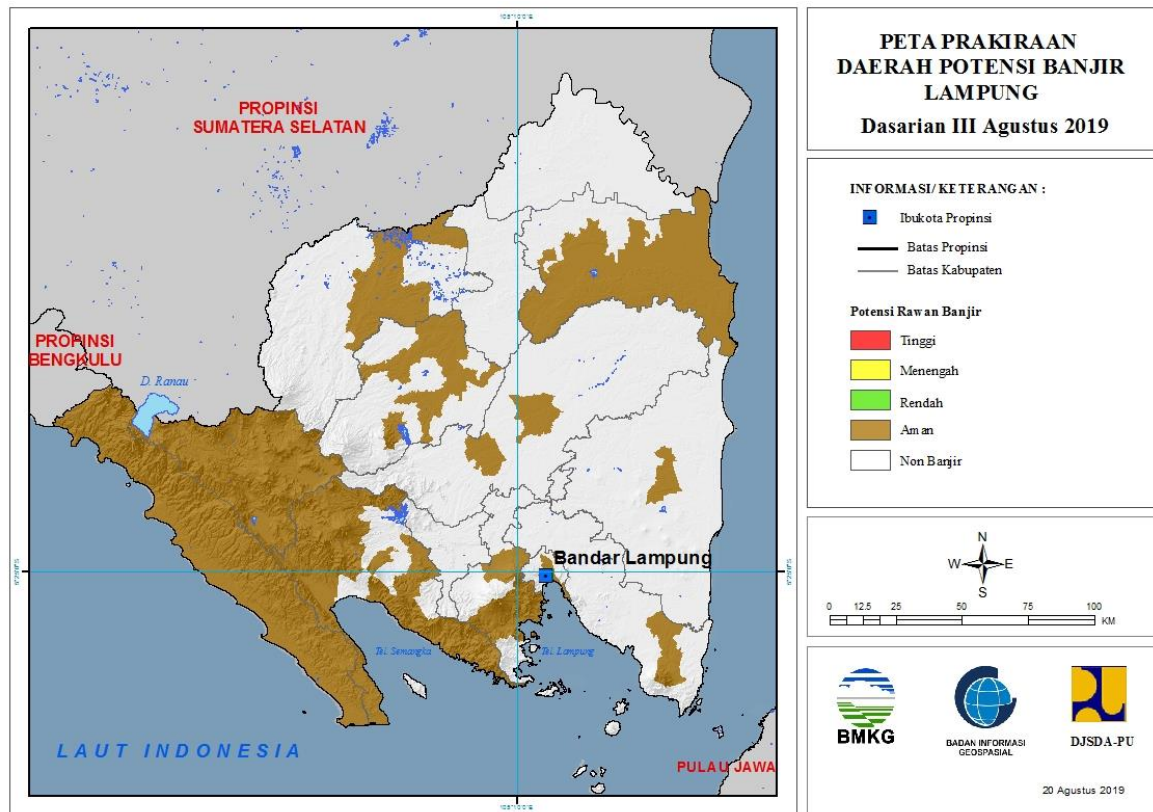 PETA PRAKIRAAN
DAERAH POTENSI BANJIR
LAMPUNG
Dasarian III Agustus 2019
INFORMASI/ KETERANGAN :
Ibukota Propinsi
Batas Propinsi
Batas Kabupaten
Potensi Rawan Banjir
Tinggi
Menengah
Rendah
Aman
Non Banjir
N
W E
S
0 12.5 25 50 75 100
KM
BMKG
BADAN INFORMASI
GEOSPASIAL
DJSDA-PU
20 Agustus 2019
PROPINSI
SUMATERA SELATAN
PROPINSI
BENGKULU
D. Ranau
Bandar Lampung
Tel. Semangka
Tel. Lampung
LAUT INDONESIA
PULAU JAWA